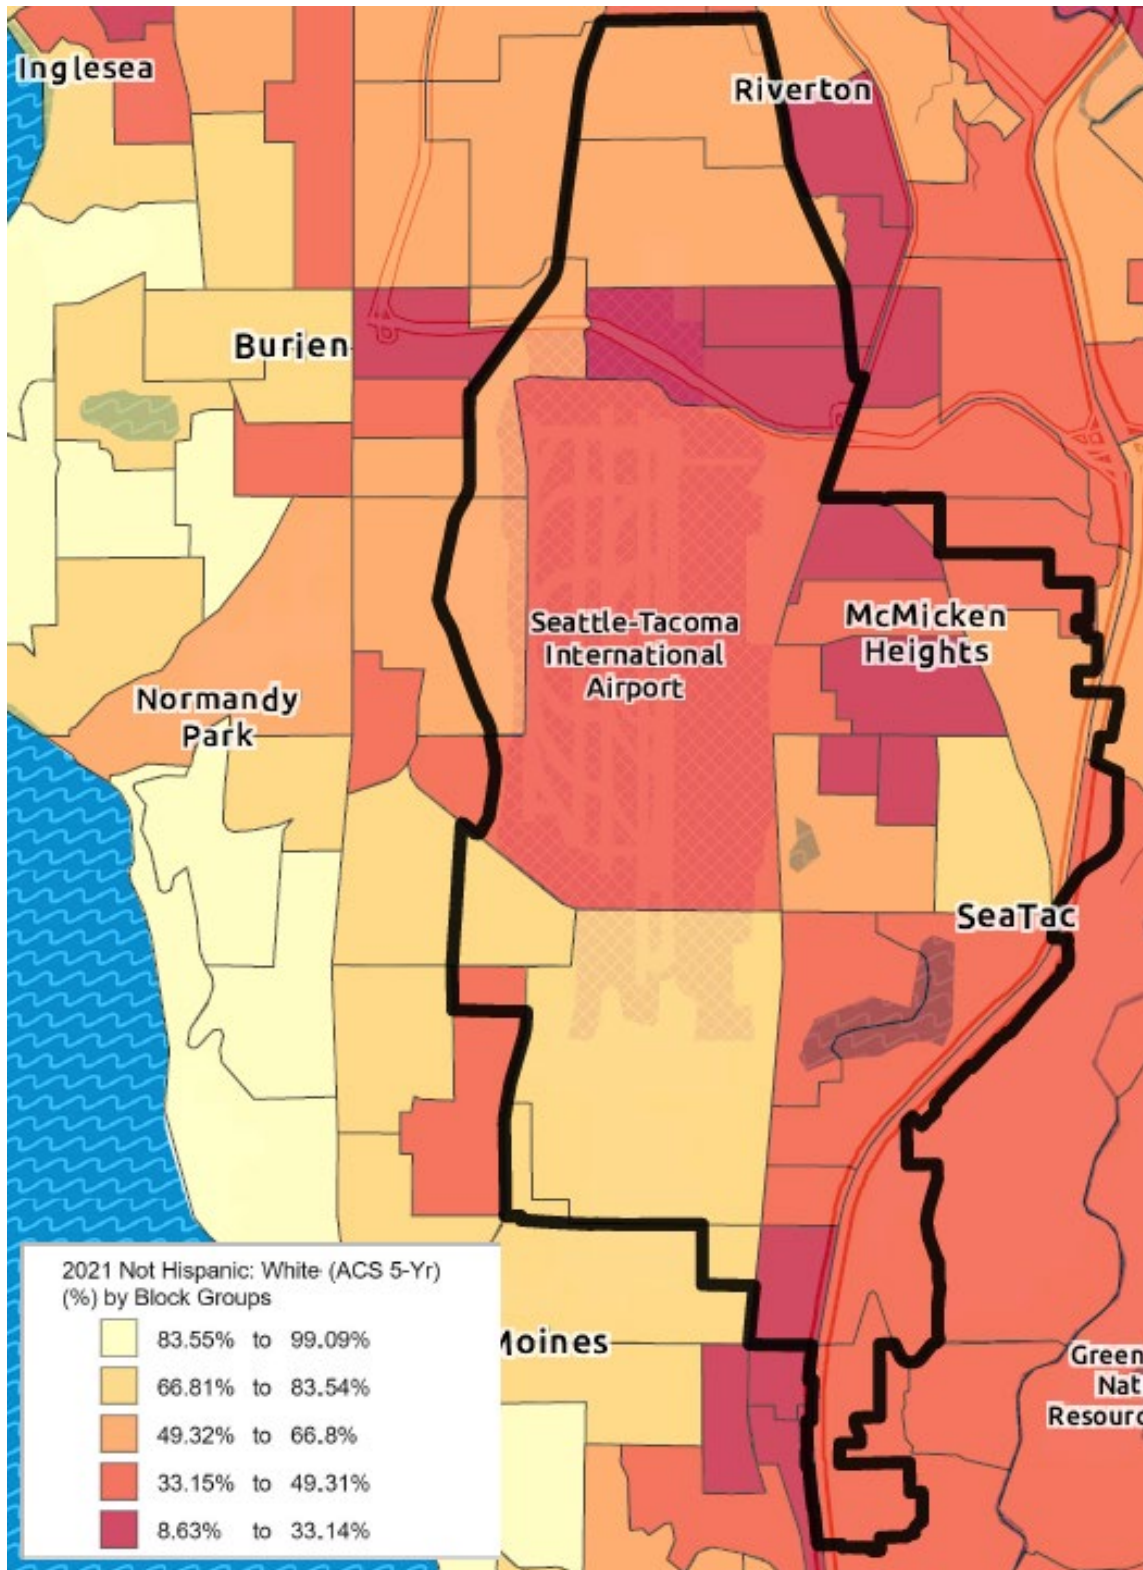 Inglesea
Riverton
Burien
Seattle-Tacoma
International
Airport
McMicken
Heights
Normandy
Park
SeaTac
2021 Not Hispanic: White (ACS 5-Yr)
(%) by Block Groups
83.55% to 99.09%
66.81% to 83.54%
49.32% to 66.8%
33.15% to 49.31%
8.63% to 33.14%
Moines
Green
Nat
Resourc